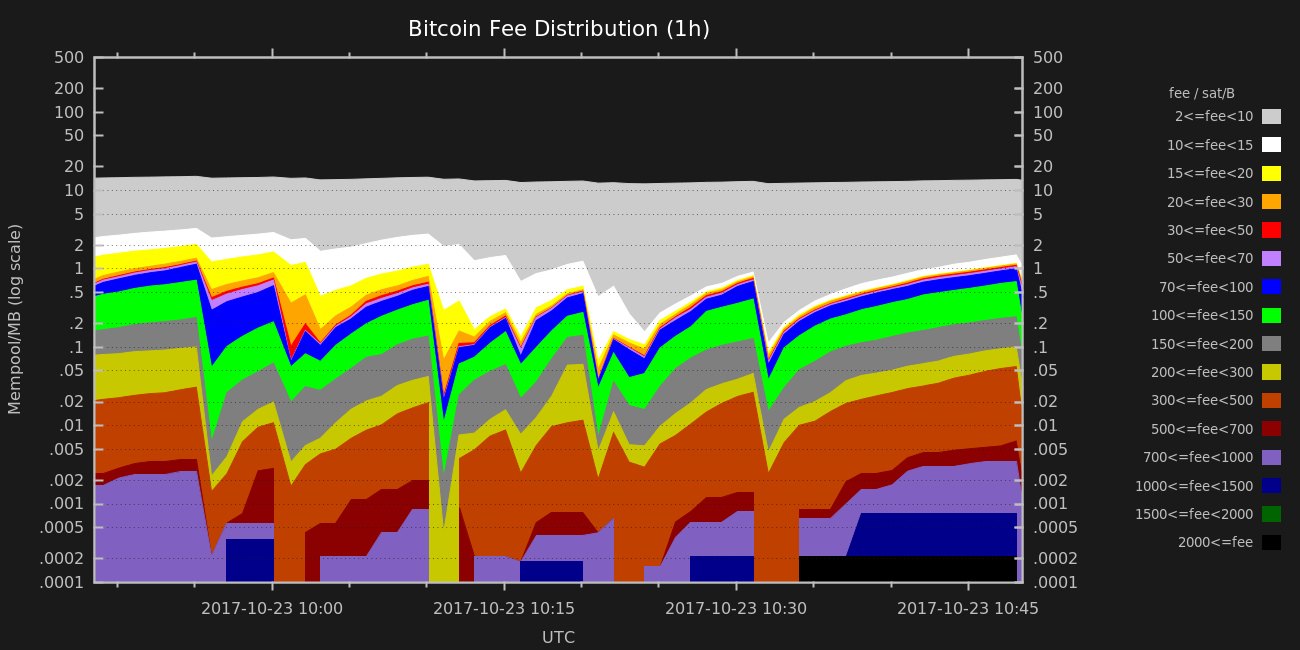 Bitcoin Fee Distribution (1h)
500 500
200 200
100 100
50 50
20 20
10 10
5 5
2 2
1 1
.5 .5
.2 .2
.1 .1
.05 .05
.02 .02
.01 .01
.005 .005
.002 .002
.001 .001
.0005 .0005
.0002 .0002
.0001 .0001
Mempool/MB (log scale)
2017-10-23 10:00 2017-10-23 10:15 2017-10-23 10:30 2017-10-23 10:45
UTC
fee / sat/B
2<=fee<10
10<=fee<15
15<=fee<20
20<=fee<30
30<=fee<50
50<=fee<70
70<=fee<100
100<=fee<150
150<=fee<200
200<=fee<300
300<=fee<500
500<=fee<700
700<=fee<1000
1000<=fee<1500
1500<=fee<2000
2000<=fee